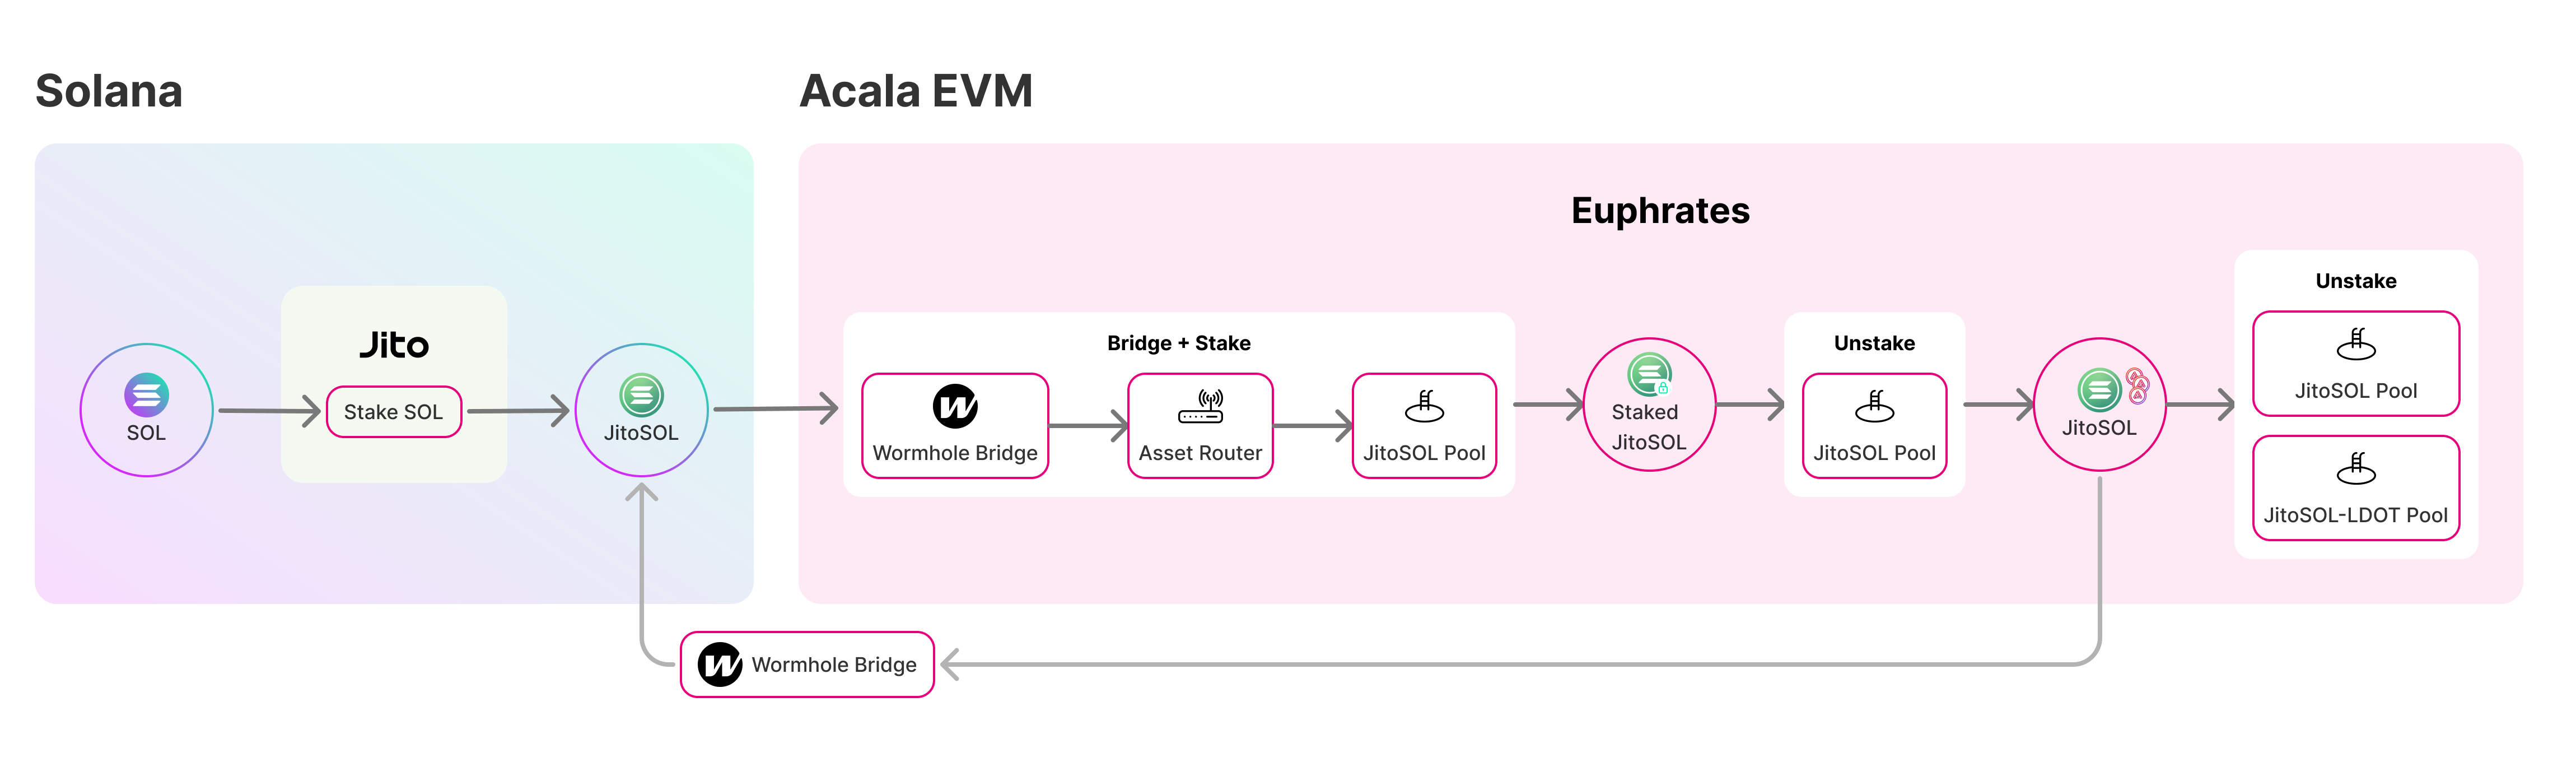 Solana
Acala EVM
Euphrates
SOL
Jito
Stake SOL
JitoSOL
Bridge + Stake
Wormhole Bridge
Asset Router
JitoSOL Pool
Staked
JitoSOL
Unstake
JitoSOL Pool
JitoSOL
Unstake
JitoSOL Pool
JitoSOL-LDOT Pool
Wormhole Bridge